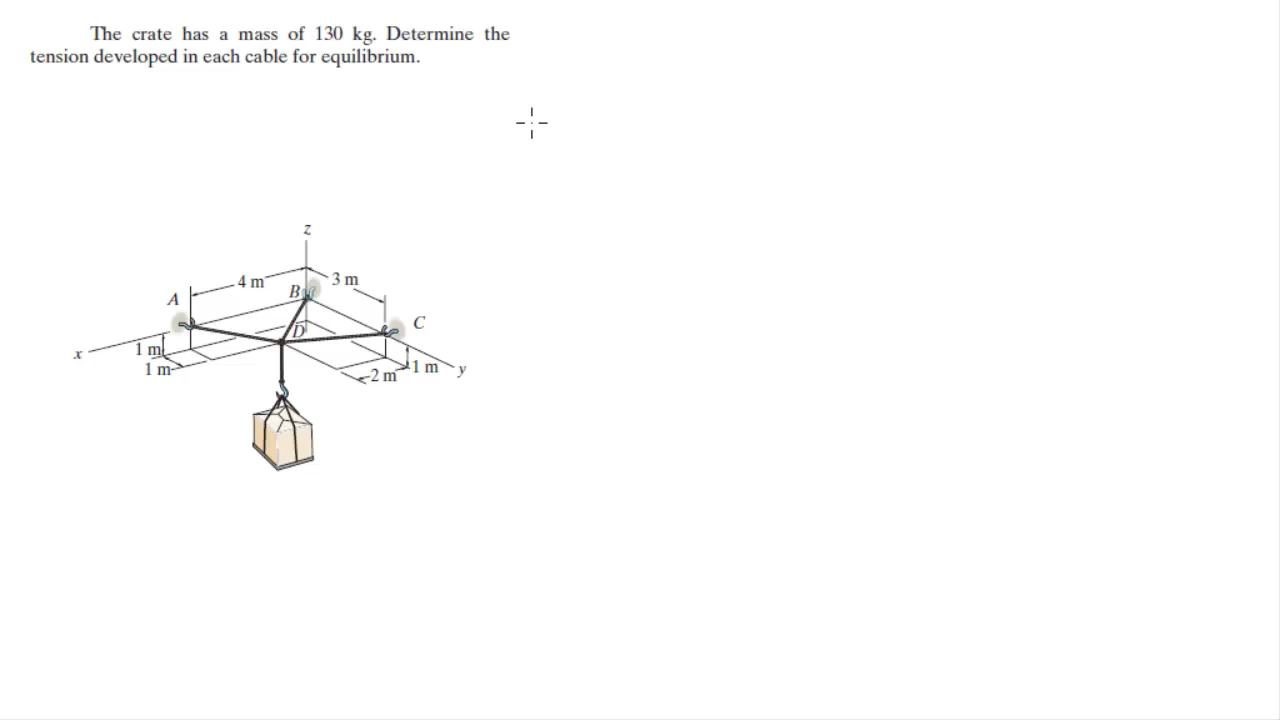 The crate has a mass of 130 kg. Determine the
tension developed in each cable for equilibrium.
z
4 m
3 m
A
B
C
D
x
1 m
1 m
2 m
1 m
y